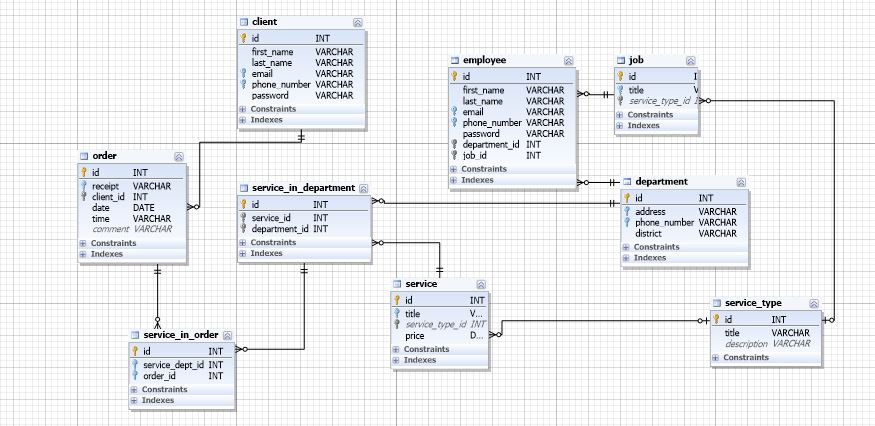 client
id INT
first_name VARCHAR
last_name VARCHAR
email VARCHAR
phone_number VARCHAR
password VARCHAR
Constraints
Indexes
employee
id INT
first_name VARCHAR
last_name VARCHAR
email VARCHAR
phone_number VARCHAR
password VARCHAR
department_id INT
job_id INT
Constraints
Indexes
job
id I
title V
service_type_id I
Constraints
Indexes
order
id INT
receipt VARCHAR
client_id INT
date DATE
time VARCHAR
comment VARCHAR
Constraints
Indexes
service_in_department
id INT
service_id INT
department_id INT
Constraints
Indexes
department
id INT
address VARCHAR
phone_number VARCHAR
district VARCHAR
Constraints
Indexes
service
id INT
title V...
service_type_id INT
price D...
Constraints
Indexes
service_type
id INT
title VARCHAR
description VARCHAR
Constraints
service_in_order
id INT
service_dept_id INT
order_id INT
Constraints
Indexes